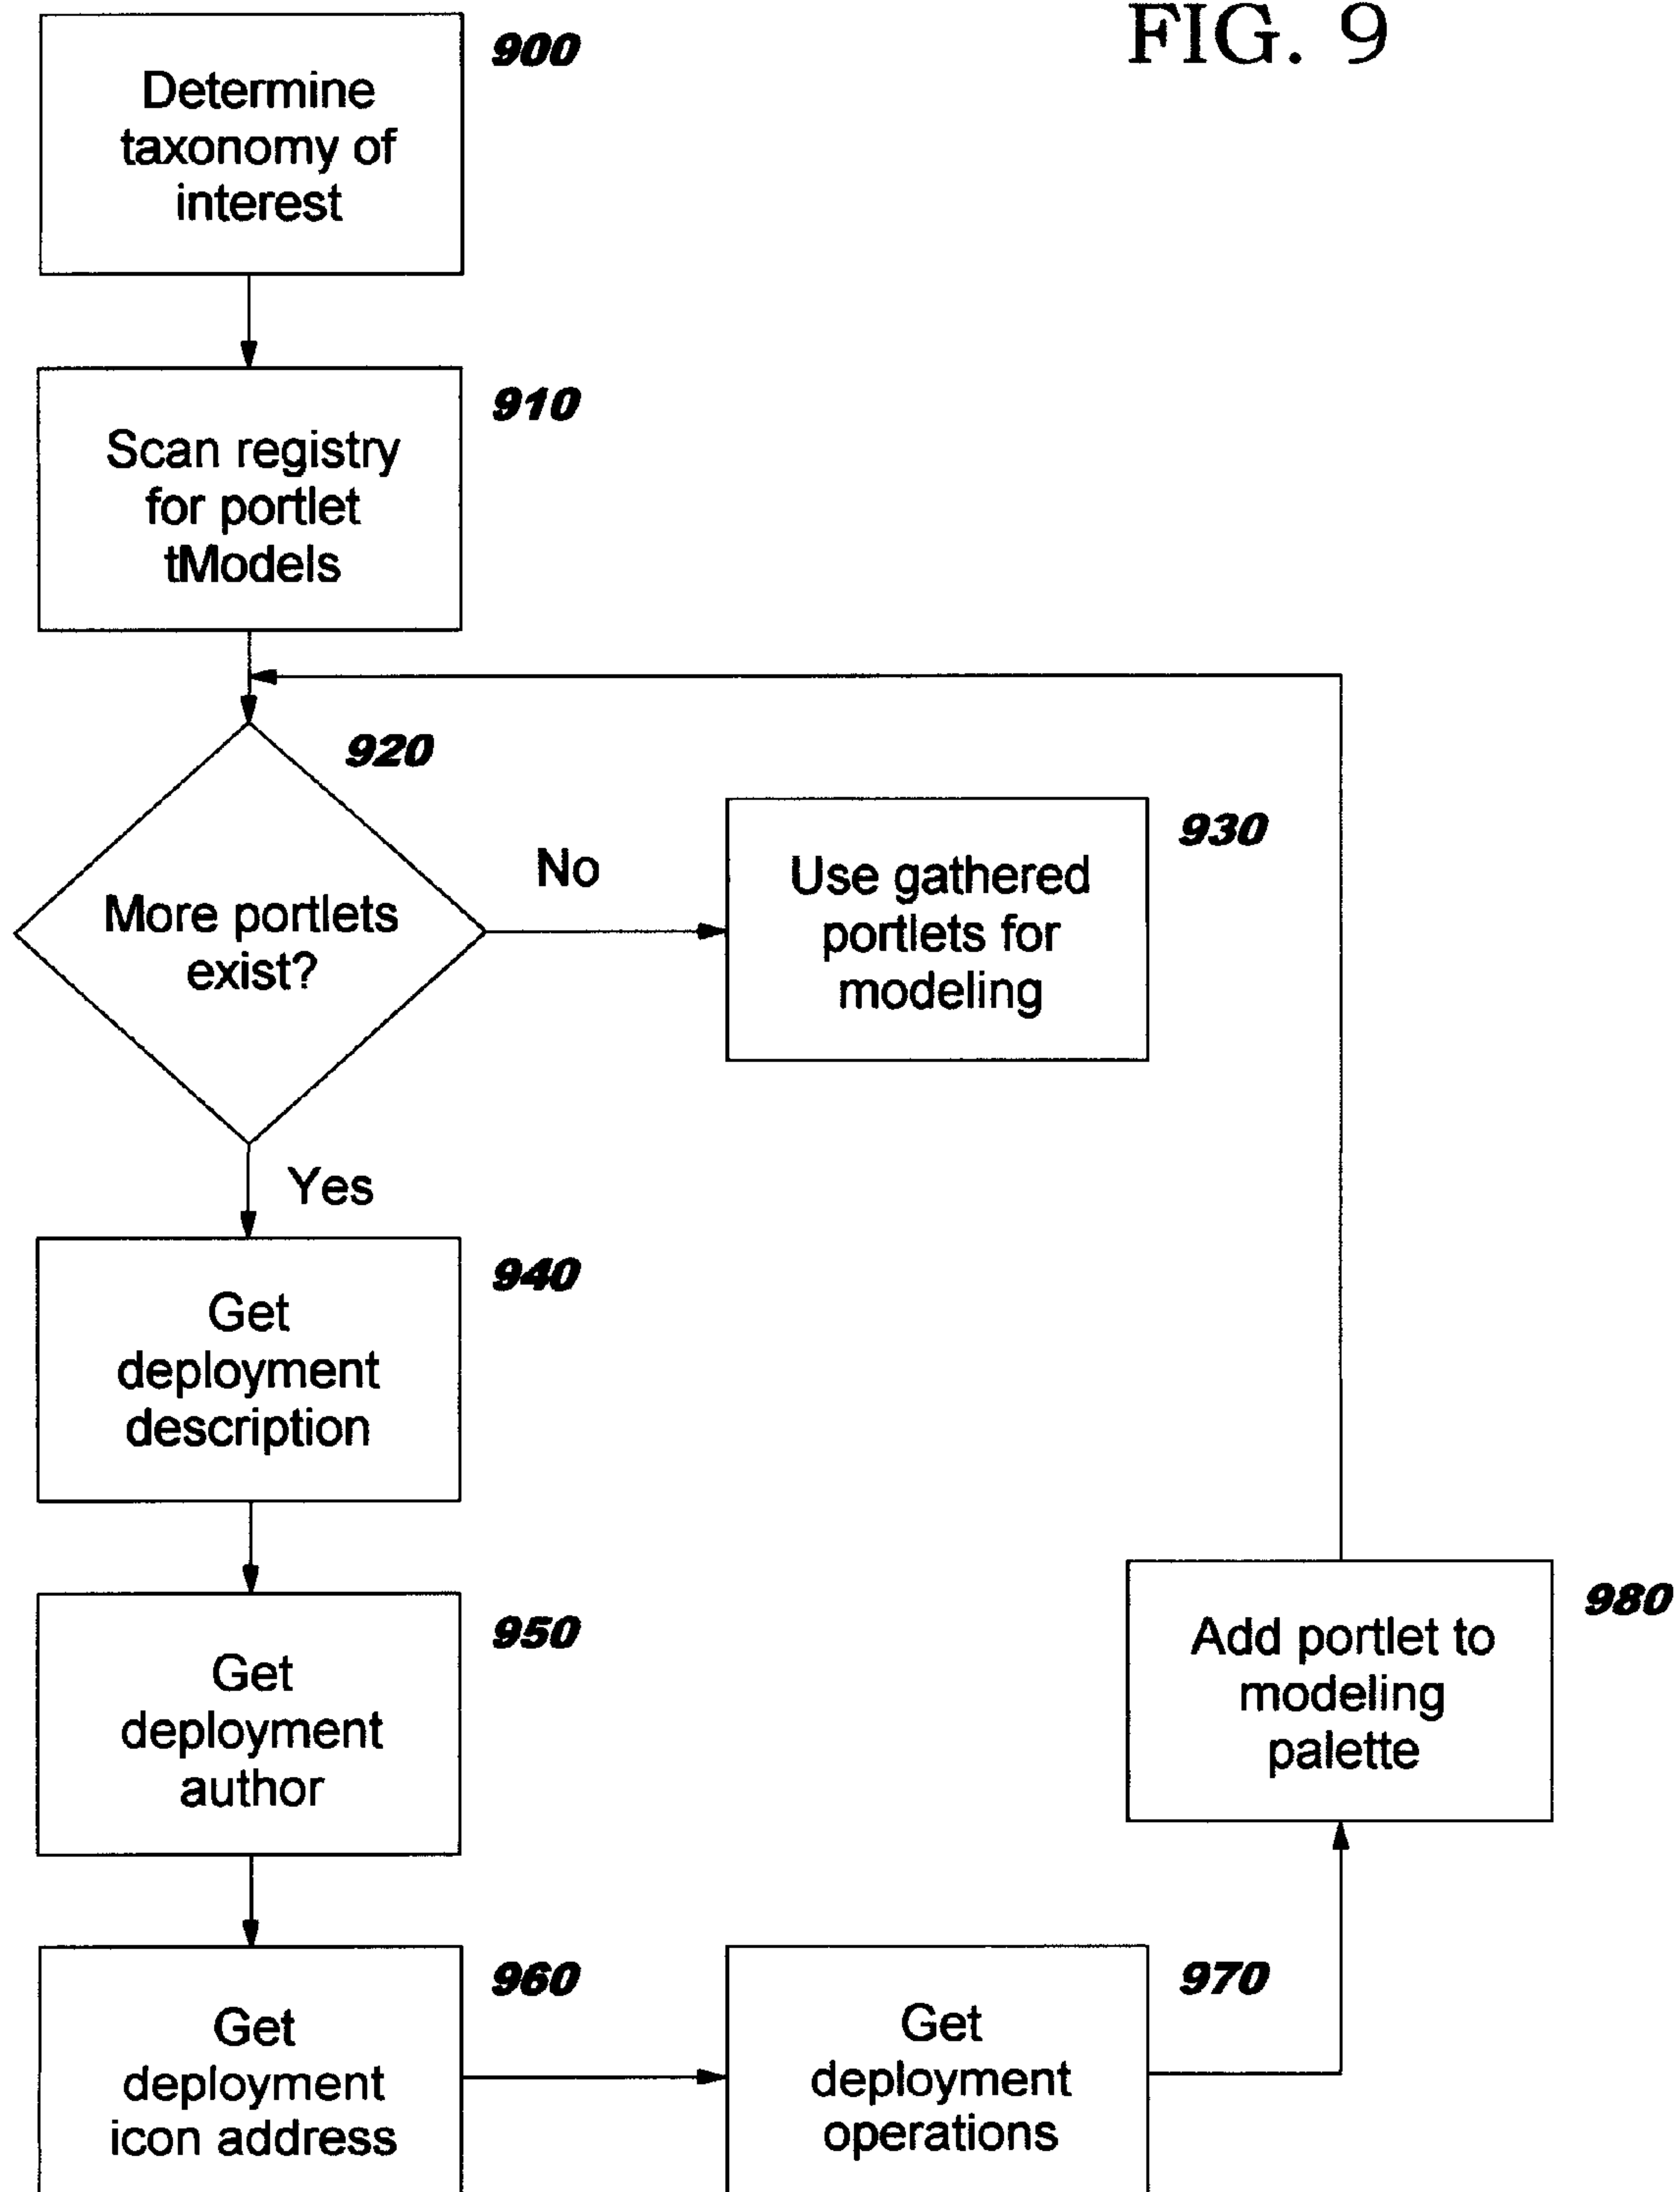 FIG. 9
900
Determine
taxonomy of
interest
910
Scan registry
for portlet
tModels
920
More portlets
exist?
No
930
Use gathered
portlets for
modeling
Yes
940
Get
deployment
description
950
Get
deployment
author
960
Get
deployment
icon address
970
Get
deployment
operations
980
Add portlet to
modeling
palette